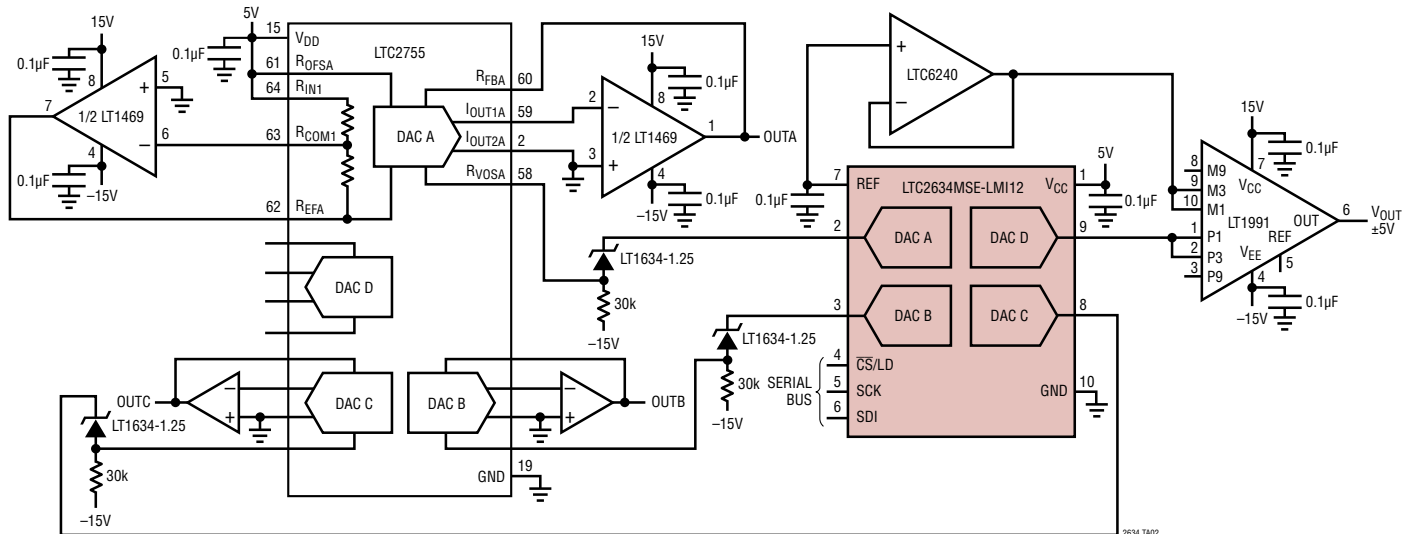 5V
15 VDD
LTC2755
15V
0.1µF
0.1µF
61 ROFSA
64 RIN1
8
5
+
7
1/2 LT1469
6
–
63 RCOM1
0.1µF
4
–15V
62 REFA
DAC A
RFBA 60
IOUT1A 59
IOUT2A 2
RVOSA 58
15V
0.1µF
2
–
8
1/2 LT1469
1
OUTA
3
+
4
0.1µF
–15V
DAC D
DAC C
DAC B
OUTC
–
+
–
+
OUTB
LT1634-1.25
30k
–15V
GND 19
LT1634-1.25
30k
–15V
LT1634-1.25
30k
–15V
+
LTC6240
–
0.1µF
7 REF
LTC2634MSE-LMI12
VCC 1
5V
0.1µF
2
DAC A
DAC D
9
3
DAC B
DAC C
8
SERIAL
BUS
4 CS/LD
5 SCK
6 SDI
GND 10
15V
0.1µF
8 M9
7
9 M3
VCC
10 M1
LT1991
OUT 6
VOUT
±5V
1 P1
REF
2 P3
VEE
5
3 P9
4
0.1µF
–15V
2634 TA02